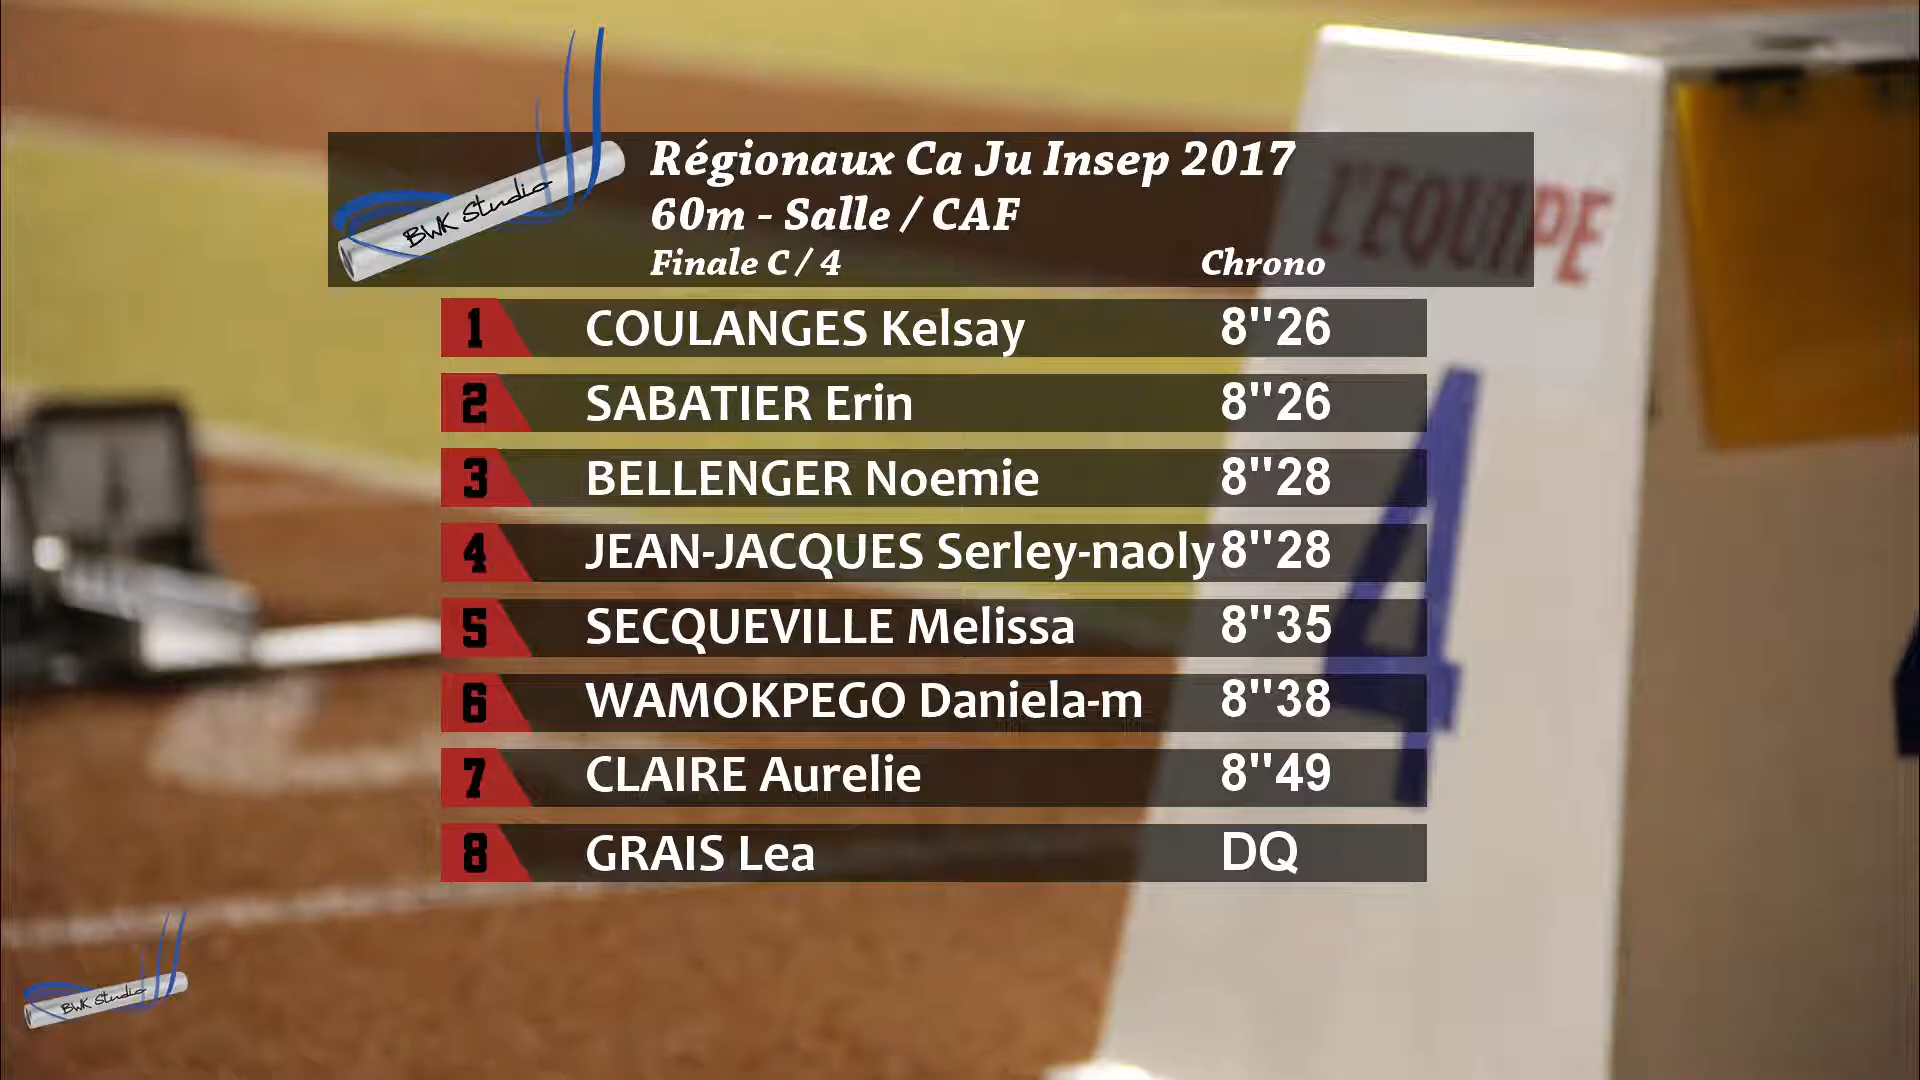 Régionaux Ca Ju Insep 2017
60m - Salle / CAF
Finale C / 4 Chrono
BWK Studio
L'EQUIPE
1 COULANGES Kelsay 8"26
2 SABATIER Erin 8"26
3 BELLENGER Noemie 8"28
4 JEAN-JACQUES Serley-naoly 8"28
5 SECQUEVILLE Melissa 8"35
6 WAMOKPEGO Daniela-m 8"38
7 CLAIRE Aurelie 8"49
8 GRAIS Lea DQ
4
BWK Studio